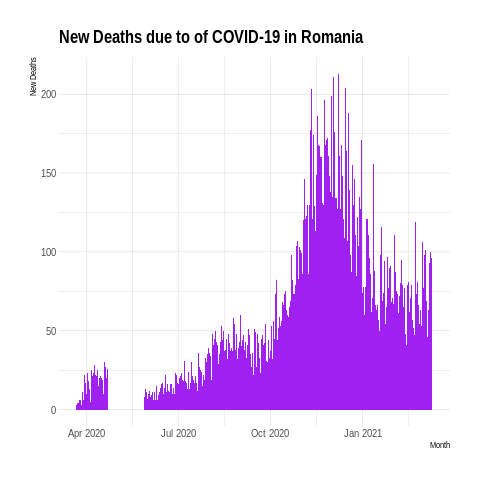 New Deaths due to of COVID-19 in Romania
New Deaths
200
150
100
50
0
Apr 2020 Jul 2020 Oct 2020 Jan 2021
Month